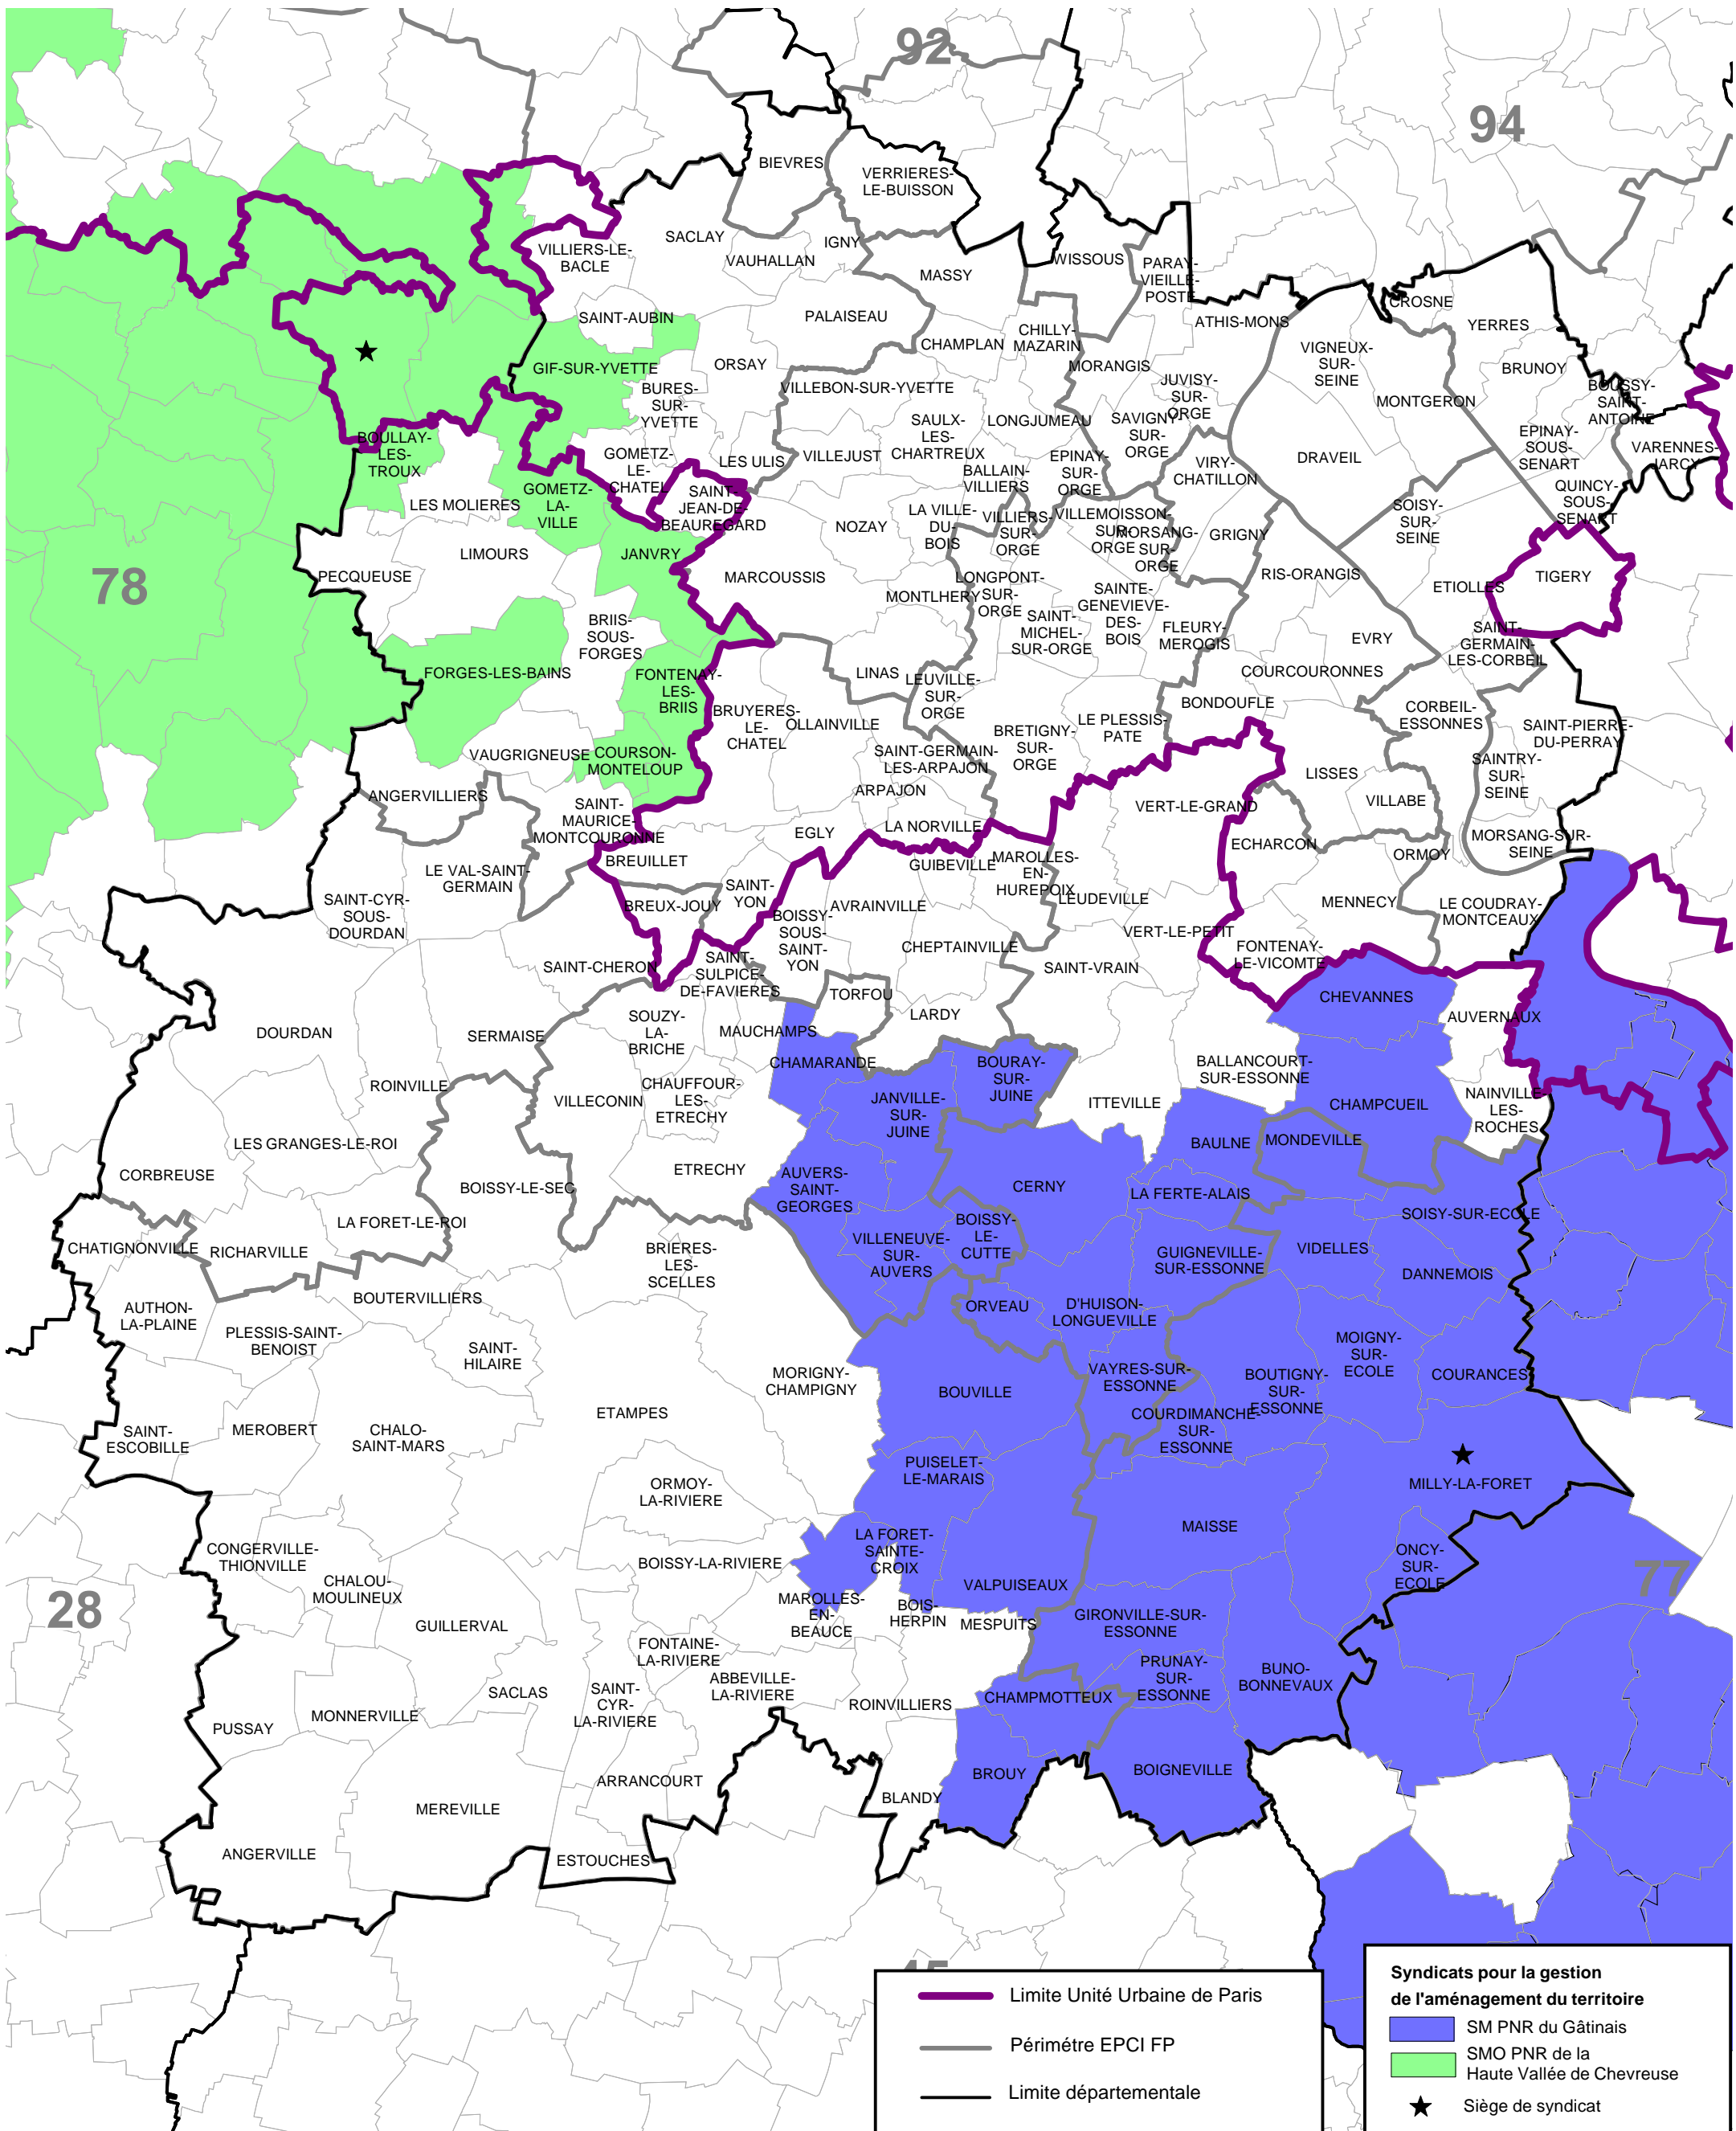 92
94
BIEVRES
VERRIERES-
LE-BUISSON
SACLAY
IGNY
VILLIERS-LE-
BACLE
VAUHALLAN
WISSOUS
MASSY
PARAY-
VIEILLE-
POSTE
CROSNE
SAINT-AUBIN
PALAISEAU
ATHIS-MONS
YERRES
CHILLY-
MAZARIN
CHAMPLAN
VIGNEUX-
SUR-
SEINE
GIF-SUR-YVETTE
ORSAY
MORANGIS
BRUNOY
BURES-
SUR-
YVETTE
VILLEBON-SUR-YVETTE
JUVISY-
SUR-
ORGE
BOUSSY-
SAINT-
ANTOINE
MONTGERON
SAULX-
LES-
CHARTREUX
LONGJUMEAU
SAVIGNY-
SUR-
ORGE
EPINAY-
SOUS-
SENART
BOULLAY-
LES-
TROUX
GOMETZ-
LE-
CHATEL
LES ULIS
VILLEJUST
BALLAIN-
VILLIERS
EPINAY-
SUR-
ORGE
VIRY-
CHATILLON
DRAVEIL
VARENNES-
JARCY
LES MOLIERES
GOMETZ-
LA-
VILLE
SAINT-
JEAN-DE-
BEAUREGARD
NOZAY
LA VILLE-
DU-
BOIS
VILLIERS-
SUR-
ORGE
VILLEMOISSON-
SUR-
ORGE
MORSANG-
SUR-
ORGE
GRIGNY
SOISY-
SUR-
SEINE
QUINCY-
SOUS-
SENART
LIMOURS
JANVRY
78
PECQUEUSE
MARCOUSSIS
MONTLHERY
LONGPONT-
SUR-
ORGE
SAINTE-
GENEVIEVE-
DES-
BOIS
RIS-ORANGIS
ETIOLLES
TIGERY
BRIIS-
SOUS-
FORGES
SAINT-
MICHEL-
SUR-ORGE
FLEURY-
MEROGIS
EVRY
SAINT-
GERMAIN-
LES-CORBEIL
FORGES-LES-BAINS
FONTENAY-
LES-
BRIIS
LINAS
LEUVILLE-
SUR-
ORGE
COURCOURONNES
BRUYERES-
LE-
CHATEL
OLLAINVILLE
BRETIGNY-
SUR-
ORGE
LE PLESSIS-
PATE
BONDOUFLE
CORBEIL-
ESSONNES
SAINT-PIERRE-
DU-PERRAY
VAUGRIGNEUSE
COURSON-
MONTELOUP
SAINT-GERMAIN-
LES-ARPAJON
SAINTRY-
SUR-
SEINE
ANGERVILLIERS
ARPAJON
LISSES
VILLABE
SAINT-
MAURICE-
MONTCOURONNE
EGLY
LA NORVILLE
VERT-LE-GRAND
ECHARCON
ORMOY
MORSANG-SUR-
SEINE
LE VAL-SAINT-
GERMAIN
BREUILLET
GUIBEVILLE
MAROLLES-
EN-
HUREPOIX
SAINT-CYR-
SOUS-
DOURDAN
BREUX-JOUY
SAINT-
YON
AVRAINVILLE
LEUDEVILLE
MENNECY
LE COUDRAY-
MONTCEAUX
BOISSY-
SOUS-
SAINT-
YON
CHEPTAINVILLE
VERT-LE-PETIT
FONTENAY-
LE-VICOMTE
SAINT-CHERON
SAINT-
SULPICE-
DE-FAVIERES
SAINT-VRAIN
TORFOU
CHEVANNES
DOURDAN
SERMAISE
SOUZY-
LA-
BRICHE
MAUCHAMPS
LARDY
AUVERNAUX
CHAMARANDE
BOURAY-
SUR-
JUINE
BALLANCOURT-
SUR-ESSONNE
ROINVILLE
VILLECONIN
CHAUFFOUR-
LES-
ETRECHY
JANVILLE-
SUR-
JUINE
ITTEVILLE
CHAMPCUEIL
NAINVILLE-
LES-
ROCHES
LES GRANGES-LE-ROI
BAULNE
MONDEVILLE
CORBREUSE
BOISSY-LE-SEC
ETRECHY
AUVERS-
SAINT-
GEORGES
CERNY
LA FERTE-ALAIS
SOISY-SUR-ECOLE
CHATIGNONVILLE
RICHARVILLE
LA FORET-LE-ROI
BRIERES-
LES-
SCELLES
VILLENEUVE-
SUR-
AUVERS
BOISSY-
LE-
CUTTE
GUIGNEVILLE-
SUR-ESSONNE
VIDELLES
DANNEMOIS
AUTHON-
LA-PLAINE
BOUTERVILLIERS
ORVEAU
D'HUISON-
LONGUEVILLE
PLESSIS-SAINT-
BENOIST
SAINT-
HILAIRE
MORIGNY-
CHAMPIGNY
BOUVILLE
VAYRES-SUR-
ESSONNE
BOUTIGNY-
SUR-
ESSONNE
MOIGNY-
SUR-
ECOLE
COURANCES
SAINT-
ESCOBILLE
MEROBERT
CHALO-
SAINT-MARS
ETAMPES
COURDIMANCHE-
SUR-
ESSONNE
PUISELET-
LE-MARAIS
MILLY-LA-FORET
ORMOY-
LA-RIVIERE
CONGERVILLE-
THIONVILLE
BOISSY-LA-RIVIERE
LA FORET-
SAINTE-
CROIX
MAISSE
ONCY-
SUR-
ECOLE
77
28
CHALOU-
MOULINEUX
GUILLERVAL
MAROLLES-
EN-
BEAUCE
BOIS-
HERPIN
VALPUISEAUX
MESPUITS
GIRONVILLE-SUR-
ESSONNE
FONTAINE-
LA-RIVIERE
ABBEVILLE-
LA-RIVIERE
PRUNAY-
SUR-
ESSONNE
BUNO-
BONNEVAUX
PUSSAY
MONNERVILLE
SACLAS
SAINT-
CYR-
LA-RIVIERE
ROINVILLIERS
CHAMPMOTTEUX
ARRANCOURT
BLANDY
BROUY
BOIGNEVILLE
MEREVILLE
ANGERVILLE
ESTOUCHES
45
Limite Unité Urbaine de Paris
Périmétre EPCI FP
Limite départementale
Syndicats pour la gestion
de l'aménagement du territoire
SM PNR du Gâtinais
SMO PNR de la
Haute Vallée de Chevreuse
Siège de syndicat